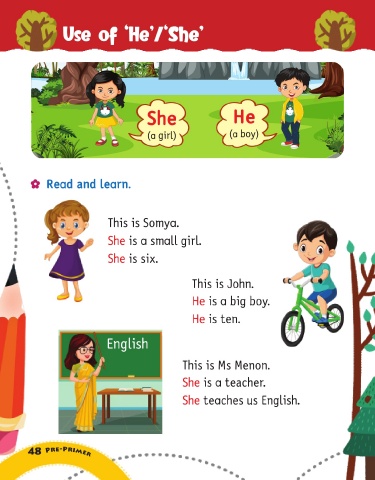 Use of ‘He’/‘She’
She
(a girl)
He
(a boy)
Read and learn.
This is Somya.
She is a small girl.
She is six.
This is John.
He is a big boy.
He is ten.
English
This is Ms Menon.
She is a teacher.
She teaches us English.
48 PRE-PRIMER